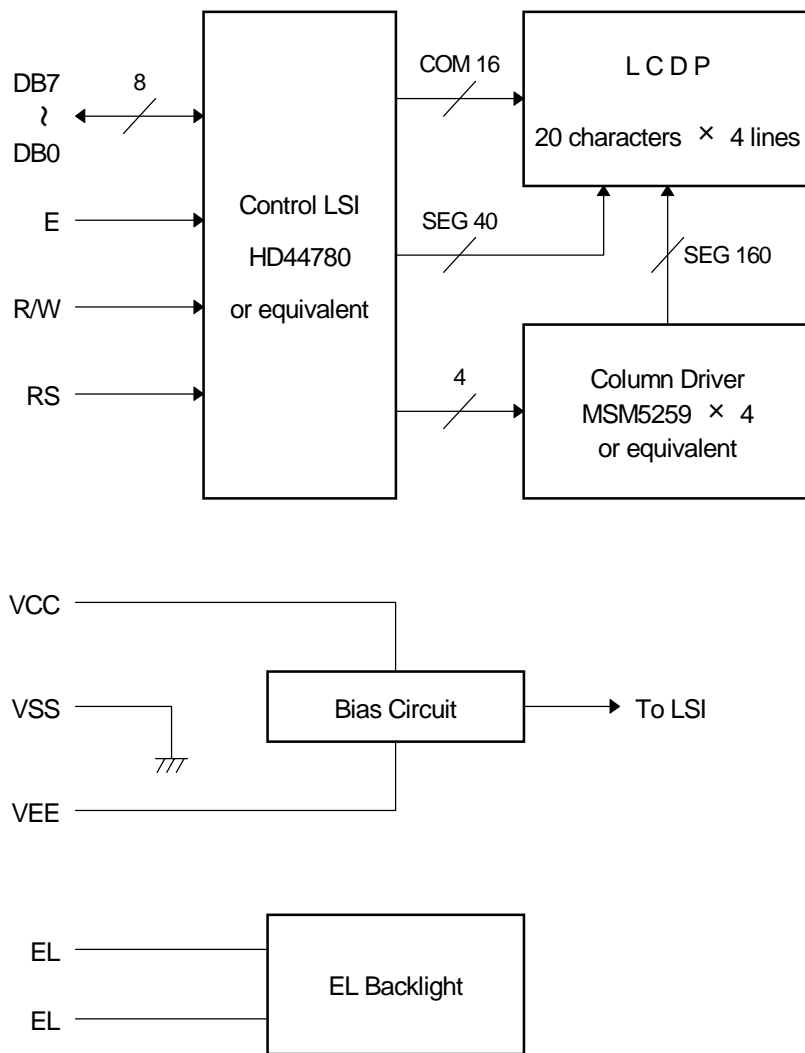 DB7
~
DB0
8
E
R/W
RS
Control LSI
HD44780
or equivalent
COM 16
SEG 40
4
L C D P
20 characters × 4 lines
SEG 160
Column Driver
MSM5259 × 4
or equivalent
VCC
VSS
VEE
Bias Circuit
To LSI
EL
EL
EL Backlight